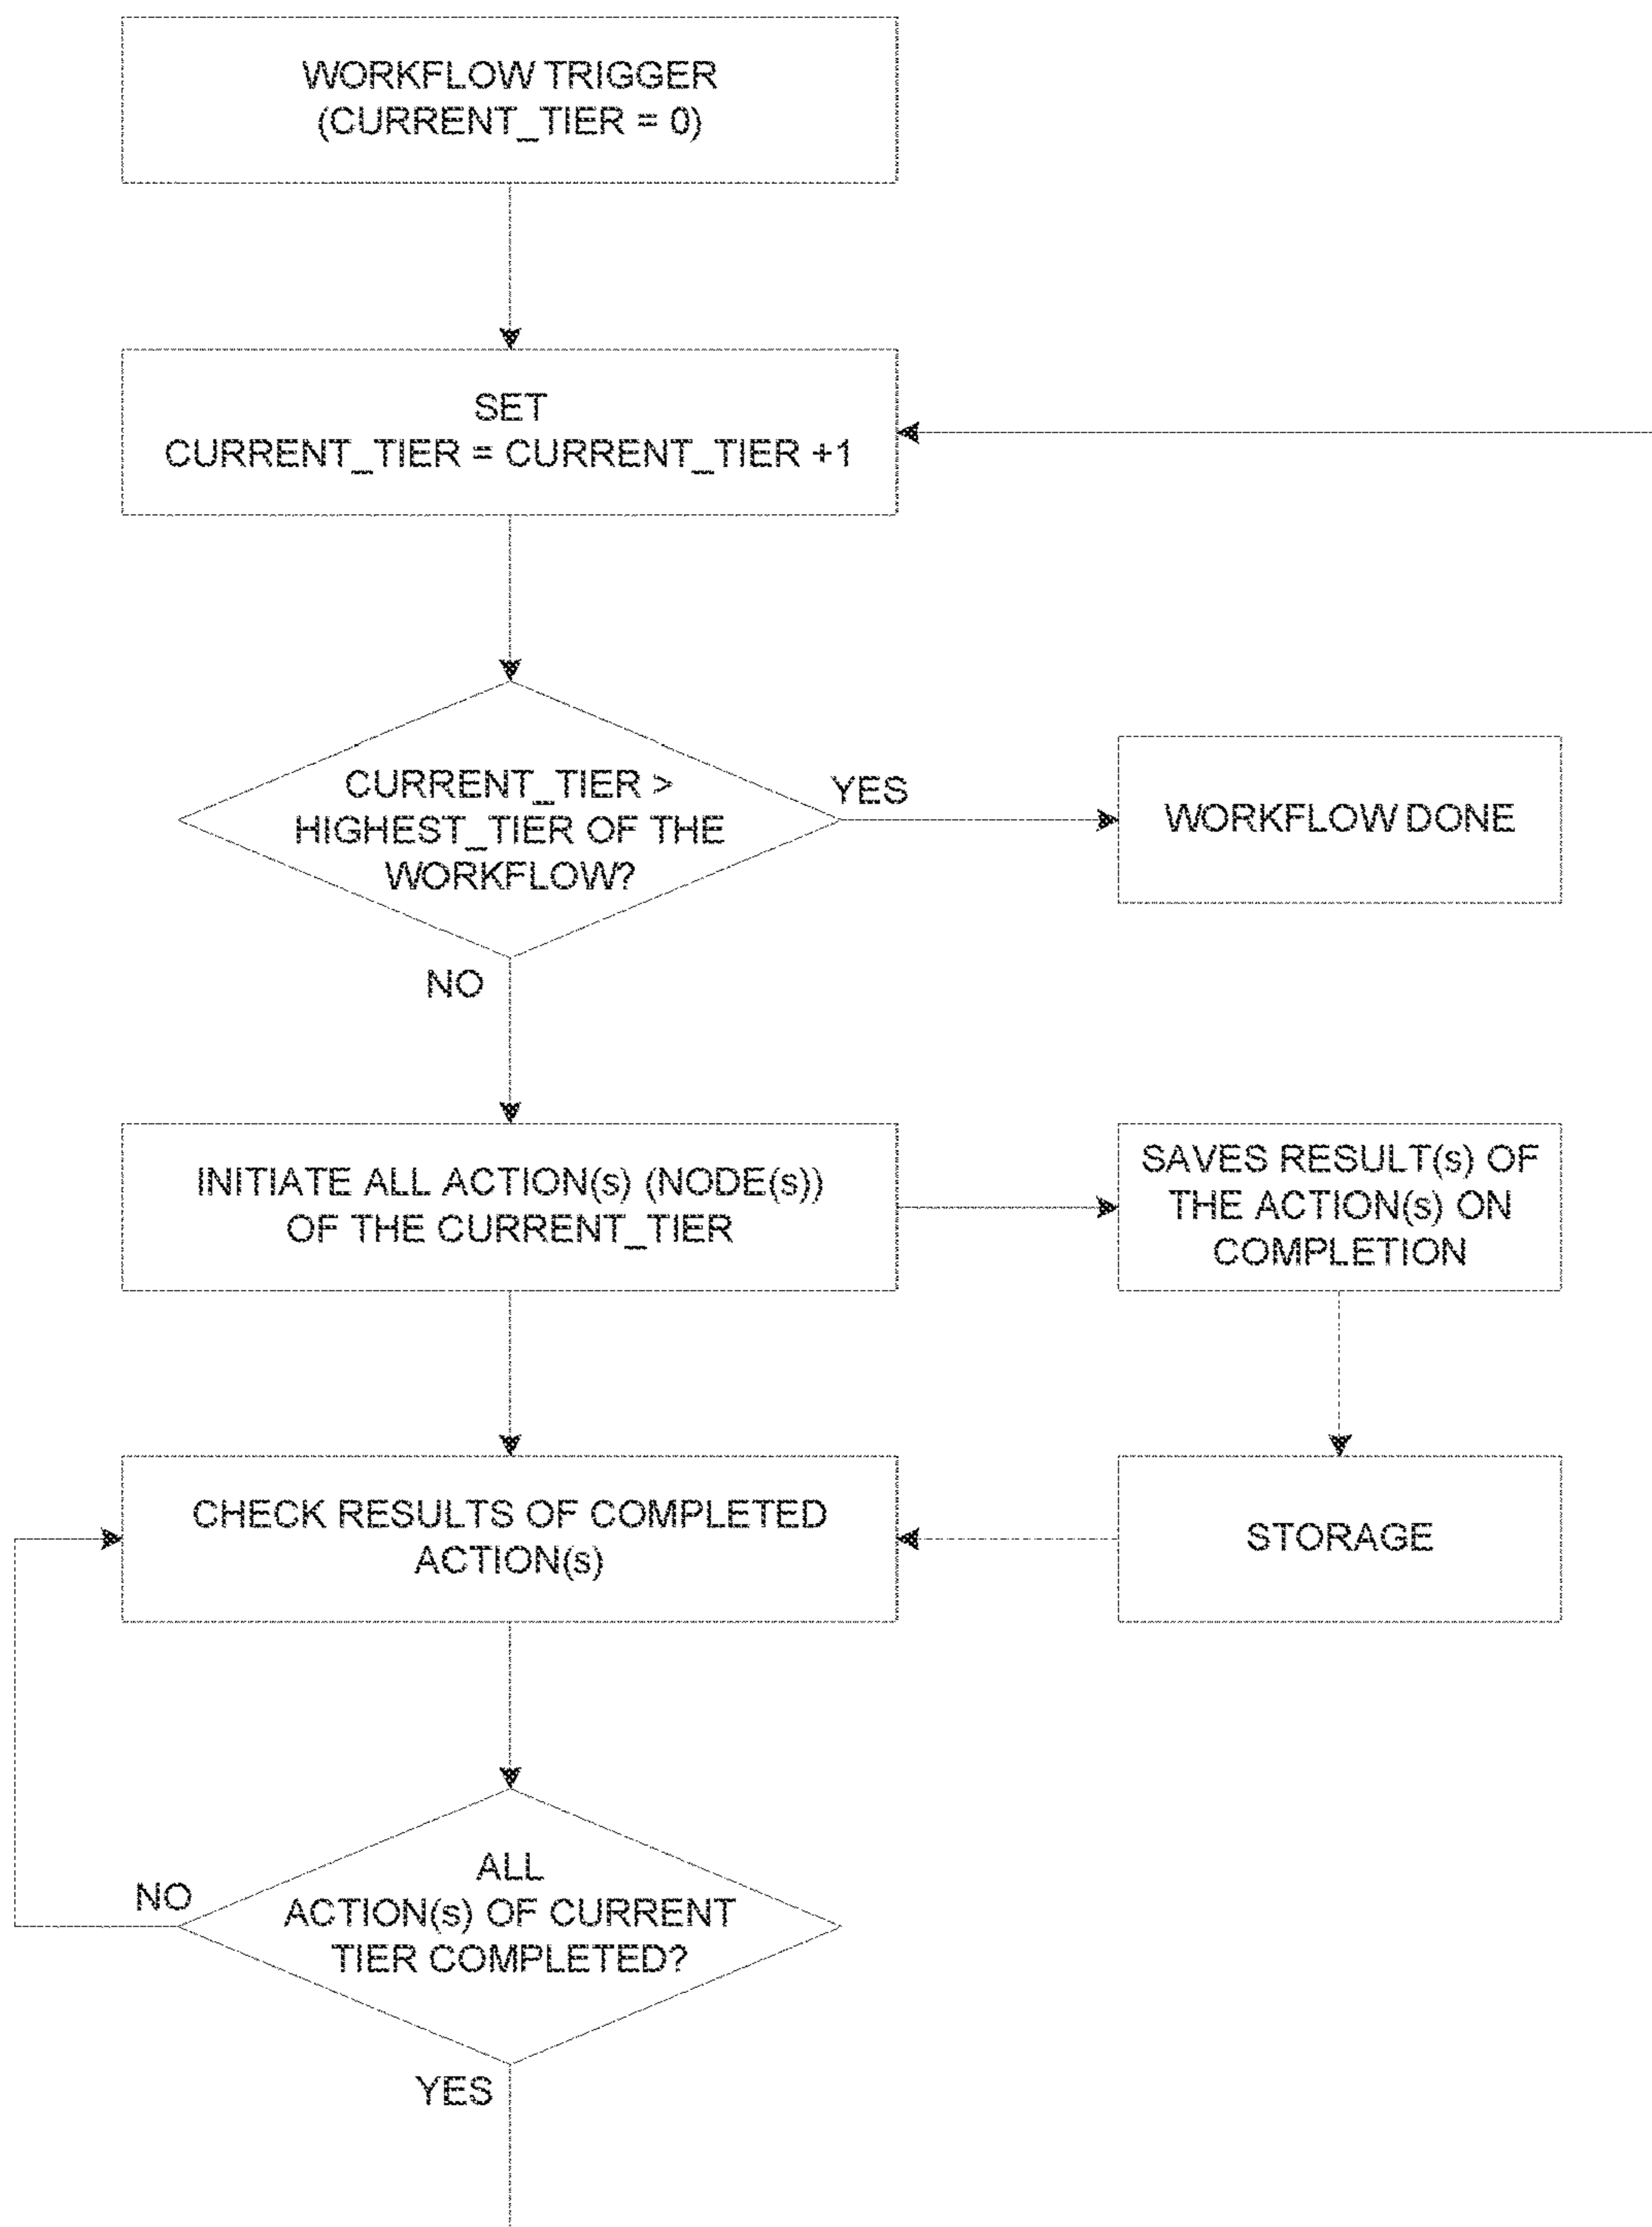 WORKFLOW TRIGGER
(CURRENT_TIER = 0)
SET
CURRENT_TIER = CURRENT_TIER +1
CURRENT_TIER >
HIGHEST_TIER OF THE
WORKFLOW?
YES
WORKFLOW DONE
NO
INITIATE ALL ACTION(s) (NODE(s))
OF THE CURRENT_TIER
SAVES RESULT(s) OF
THE ACTION(s) ON
COMPLETION
CHECK RESULTS OF COMPLETED
ACTION(s)
STORAGE
ALL
ACTION(s) OF CURRENT
TIER COMPLETED?
NO
YES